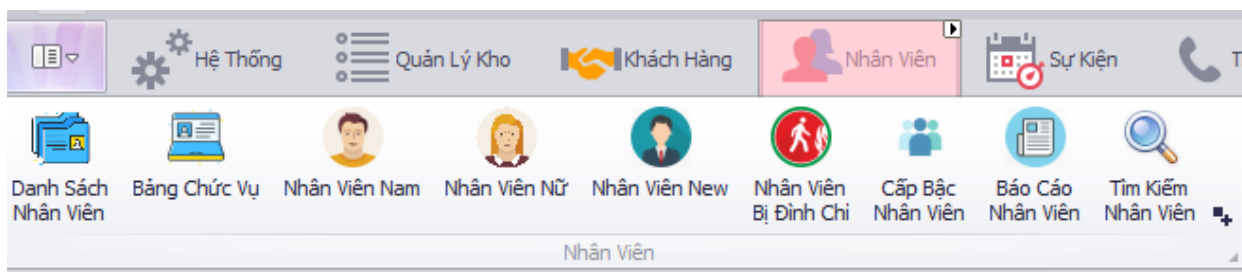 Hệ Thống
Quản Lý Kho
Khách Hàng
Nhân Viên
Sự Kiện
Danh Sách
Nhân Viên
Bảng Chức Vụ
Nhân Viên Nam
Nhân Viên Nữ
Nhân Viên New
Nhân Viên
Bị Đình Chỉ
Cấp Bậc
Nhân Viên
Báo Cáo
Nhân Viên
Tìm Kiếm
Nhân Viên
Nhân Viên